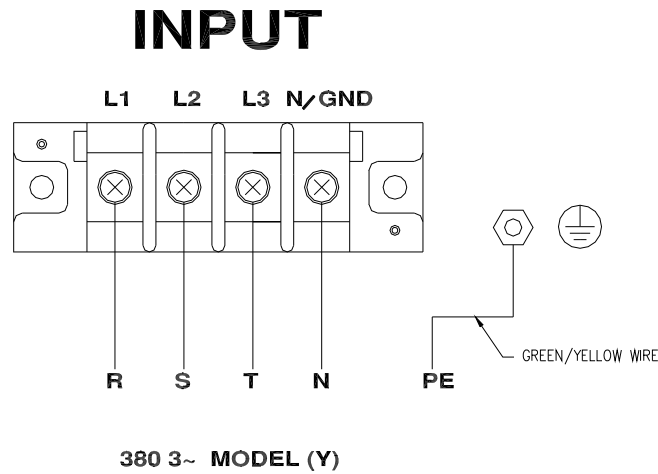 INPUT
L1 L2 L3 N/GND
GREEN/YELLOW WIRE
R S T N PE
380 3~ MODEL (Y)